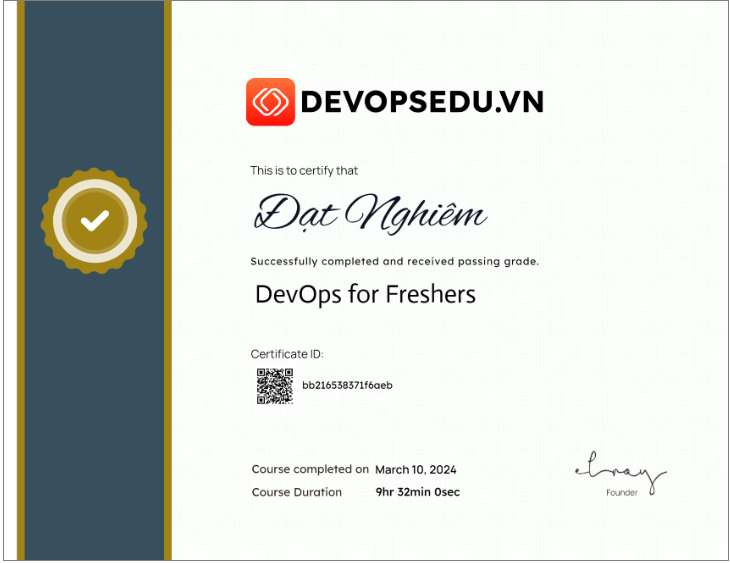 DEVOPSEDU.VN
This is to certify that
Đạt Nghiêm
Successfully completed and received passing grade.
DevOps for Freshers
Certificate ID:
bb216538371f6aeb
Course completed on March 10, 2024
Course Duration 9hr 32min 0sec
Founder